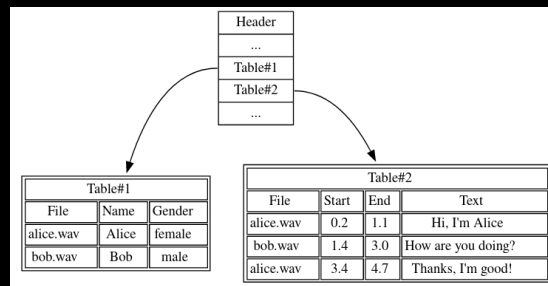 Header
...
Table#1
Table#2
...
Table#1
File Name Gender
alice.wav Alice female
bob.wav Bob male
Table#2
File Start End Text
alice.wav 0.2 1.1 Hi, I'm Alice
bob.wav 1.4 3.0 How are you doing?
alice.wav 3.4 4.7 Thanks, I'm good!